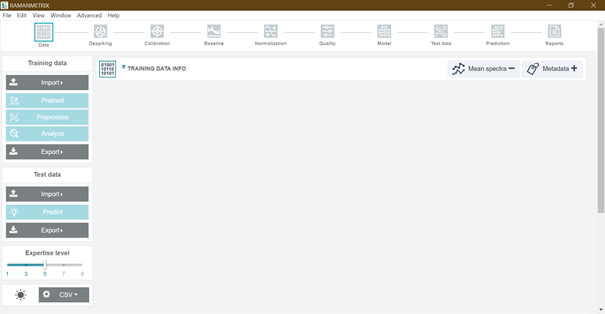 RAMANMETRIX
File Edit View Window Advanced Help
Data Despiking Calibration Baseline Normalization Quality Model Test data Prediction Reports
Training data
Import
Pretreat
Preprocess
Analyze
Export
01001
10110
10101
TRAINING DATA INFO
Mean spectra
Metadata
Test data
Import
Predict
Export
Expertise level
1 3 5 7 9
CSV